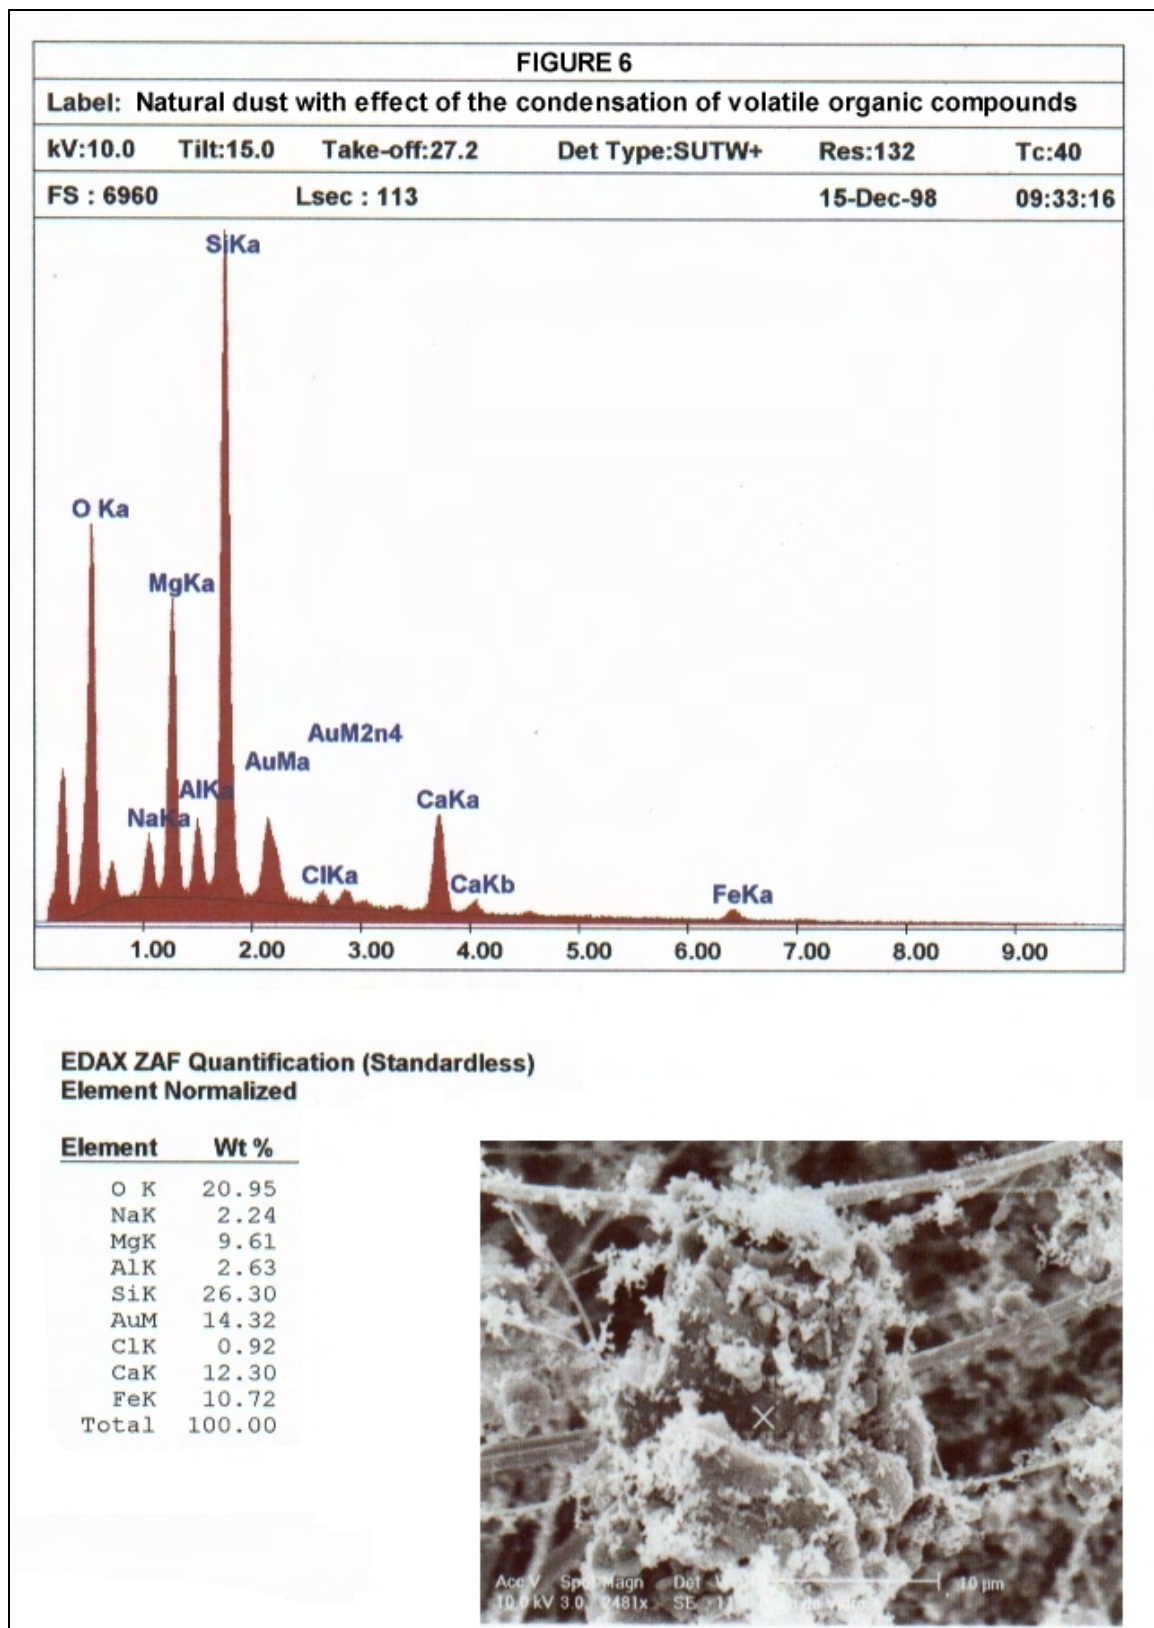 FIGURE 6
Label: Natural dust with effect of the condensation of volatile organic compounds
kV:10.0 Tilt:15.0 Take-off:27.2 Det Type:SUTW+ Res:132 Tc:40
FS : 6960 Lsec : 113 15-Dec-98 09:33:16
SiKa
O Ka
MgKa
AuM2n4
AuMa
AlKa
CaKa
NaKa
ClKa
CaKb
FeKa
1.00 2.00 3.00 4.00 5.00 6.00 7.00 8.00 9.00
EDAX ZAF Quantification (Standardless)
Element Normalized
Element Wt %
O K 20.95
NaK 2.24
MgK 9.61
AlK 2.63
SiK 26.30
AuM 14.32
ClK 0.92
CaK 12.30
FeK 10.72
Total 100.00
Acc V Spot Magn Det 10 µm
10.0 kV 3.0 2481x SE de Vidro